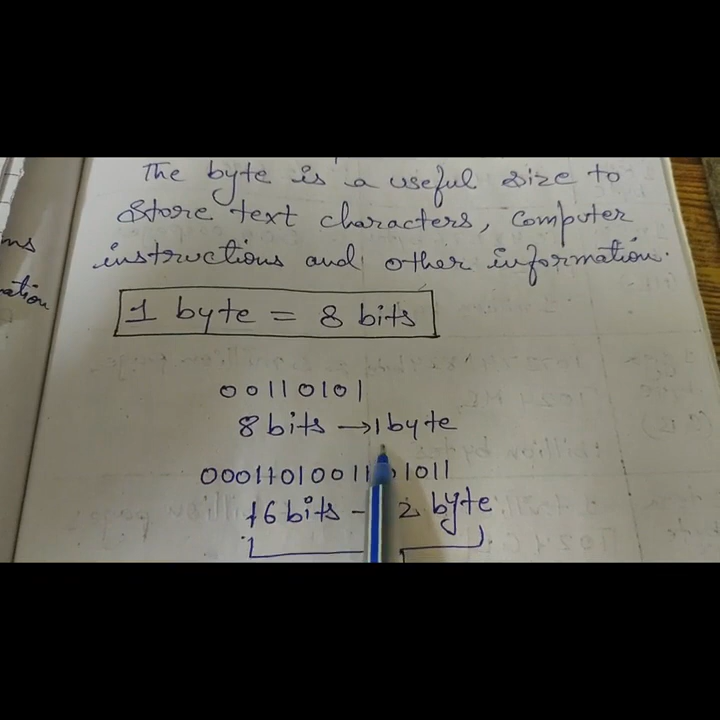 The byte is a useful size to
store text characters, computer
instructions and other information.
1 byte = 8 bits
00110101
8 bits → 1 byte
16 bits - 2 byte